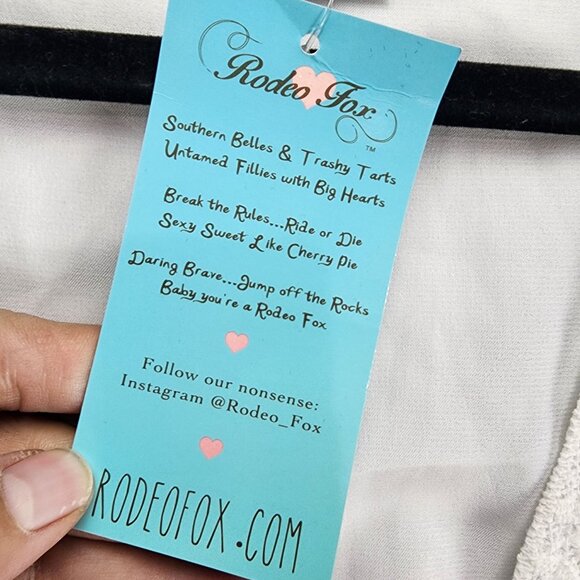 Rodeo Fox
TM
Southern Belles & Trashy Tarts
Untamed Fillies with Big Hearts
Break the Rules...Ride or Die
Sexy Sweet Like Cherry Pie
Daring Brave...Jump off the Rocks
Baby you're a Rodeo Fox
Follow our nonsense:
Instagram @Rodeo_Fox
RODEOFOX.COM